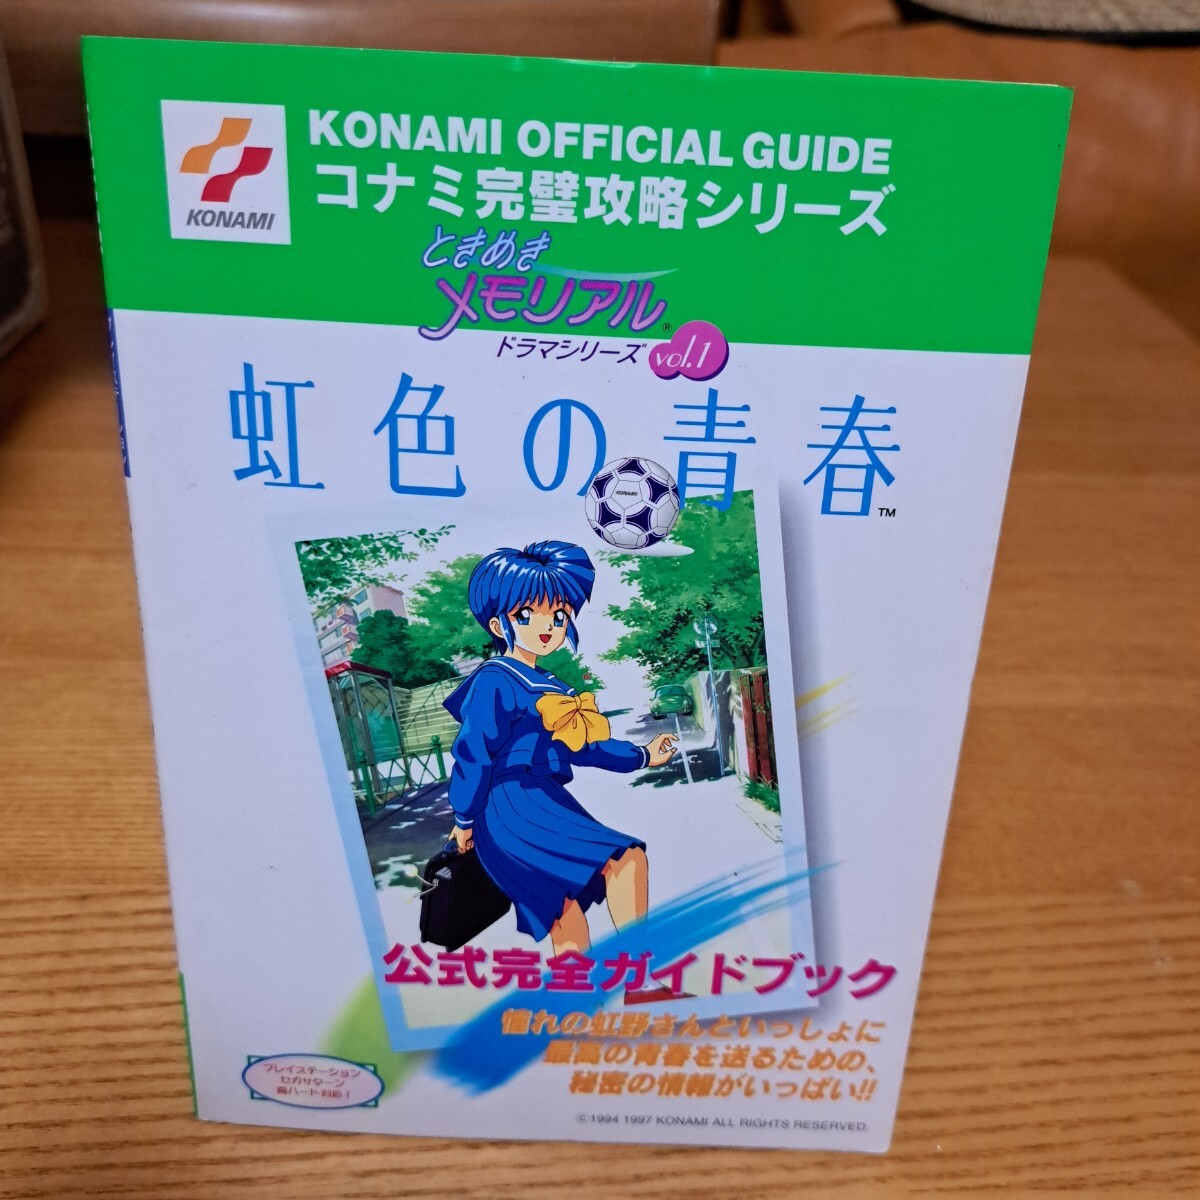 KONAMI
KONAMI OFFICIAL GUIDE
コナミ完璧攻略シリーズ
ときめき
メモリアル®
ドラマシリーズ vol.1
虹色の青春™
KONAMI
公式完全ガイドブック
憧れの虹野さんといっしょに
最高の青春を送るための、
秘密の情報がいっぱい!!
プレイステーション
セガサターン
両ハード対応!
©1994 1997 KONAMI ALL RIGHTS RESERVED.